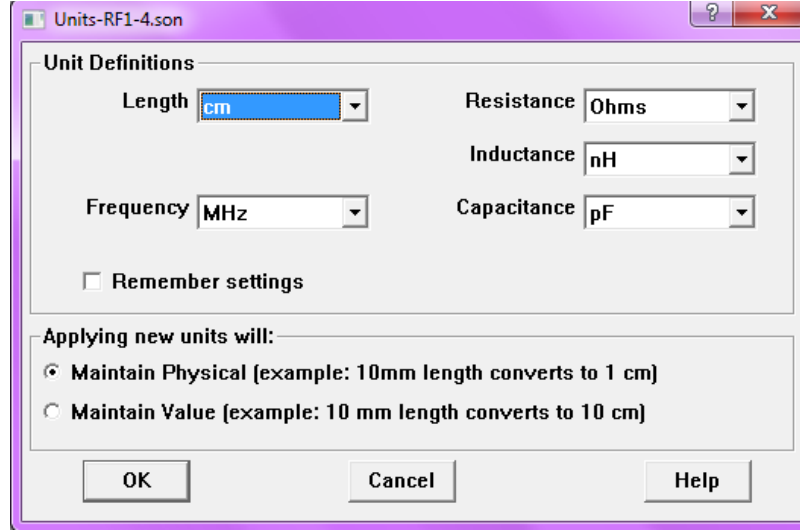 Units-RF1-4.son
? X
Unit Definitions
Length cm Resistance Ohms
Inductance nH
Frequency MHz Capacitance pF
Remember settings
Applying new units will:
Maintain Physical (example: 10mm length converts to 1 cm)
Maintain Value (example: 10 mm length converts to 10 cm)
OK Cancel Help